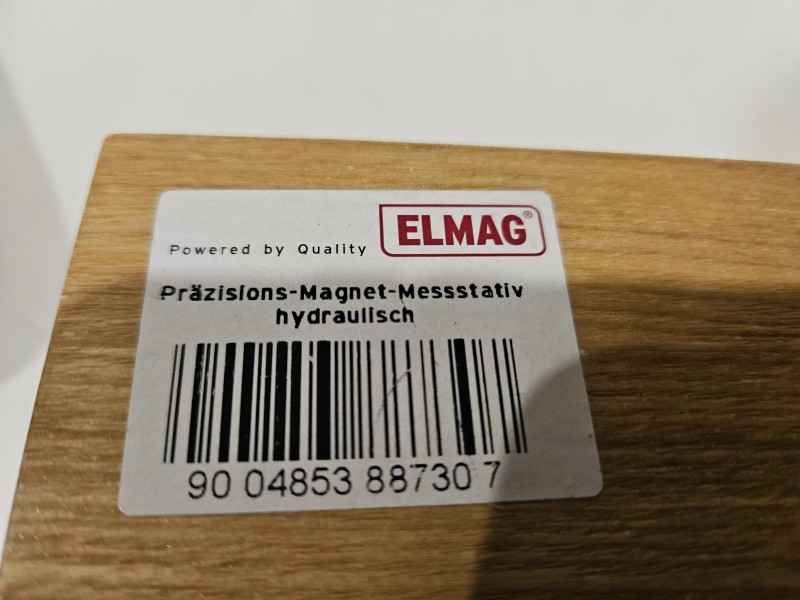 ELMAG®
Powered by Quality
Präzisions-Magnet-Messstativ
hydraulisch
90 04853 88730 7